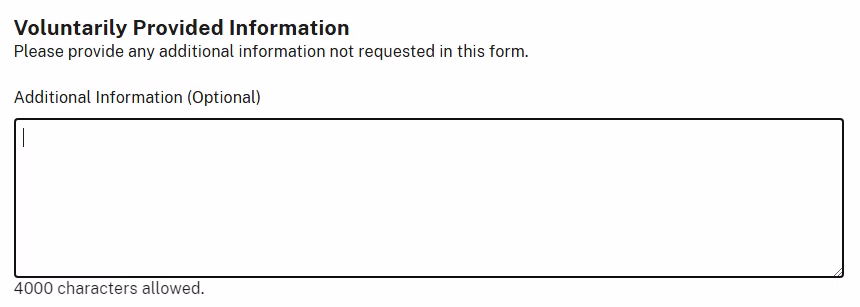 Voluntarily Provided Information
Please provide any additional information not requested in this form.
Additional Information (Optional)
4000 characters allowed.